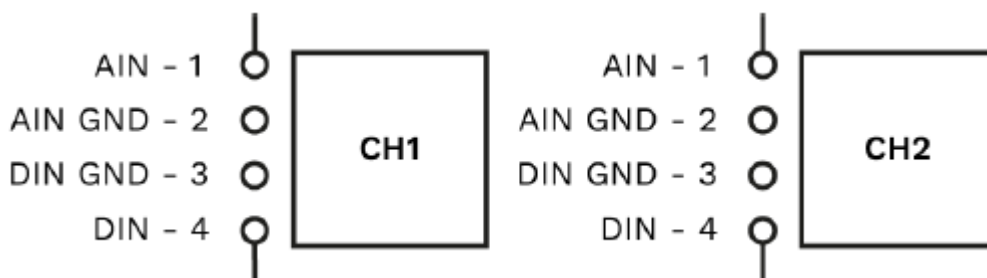 AIN - 1
AIN GND - 2
DIN GND - 3
DIN - 4
CH1
AIN - 1
AIN GND - 2
DIN GND - 3
DIN - 4
CH2